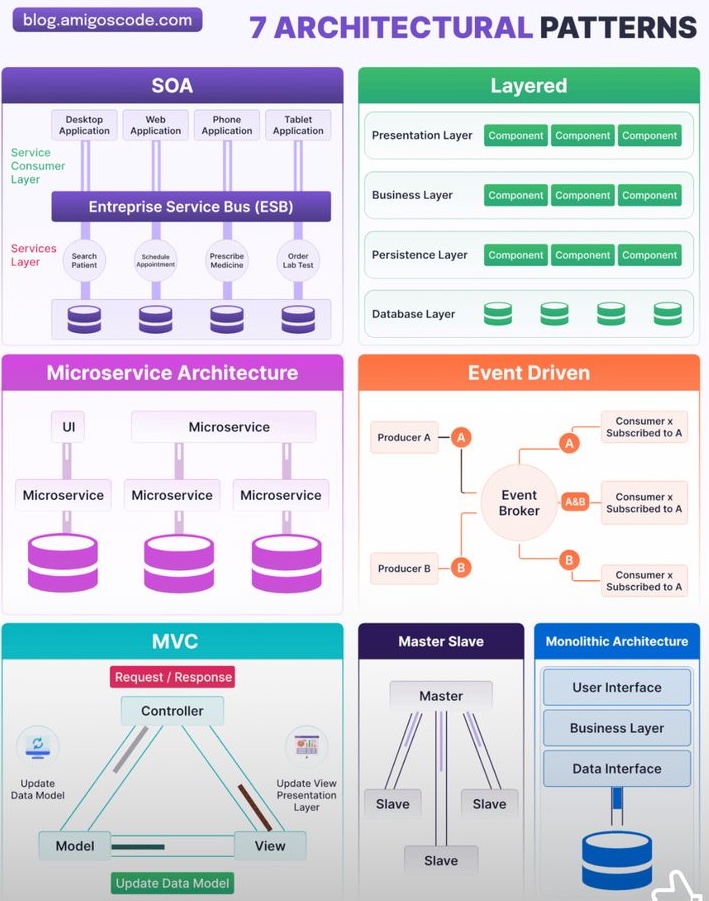 blog.amigoscode.com
7 ARCHITECTURAL PATTERNS
SOA
Desktop
Application
Web
Application
Phone
Application
Tablet
Application
Service
Consumer
Layer
Entreprise Service Bus (ESB)
Services
Layer
Search
Patient
Schedule
Appointment
Prescribe
Medicine
Order
Lab Test
Layered
Presentation Layer Component Component Component
Business Layer Component Component Component
Persistence Layer Component Component Component
Database Layer
Microservice Architecture
UI Microservice
Microservice Microservice Microservice
Event Driven
Producer A
A
Event
Broker
Producer B
B
A
Consumer x
Subscribed to A
A&B
Consumer x
Subscribed to A
B
Consumer x
Subscribed to A
MVC
Request / Response
Controller
Update
Data Model
Update View
Presentation
Layer
Model
View
Update Data Model
Master Slave
Master
Slave
Slave
Slave
Monolithic Architecture
User Interface
Business Layer
Data Interface